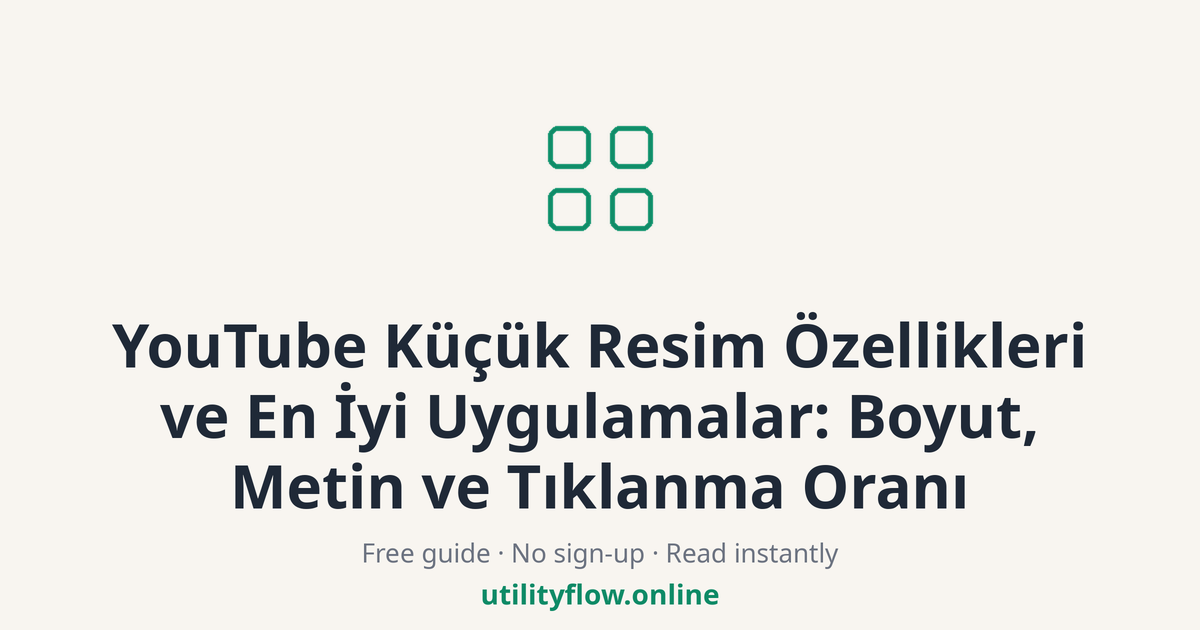 YouTube Küçük Resim Özellikleri
ve En İyi Uygulamalar: Boyut,
Metin ve Tıklanma Oranı
Free guide · No sign-up · Read instantly
utilityflow.online